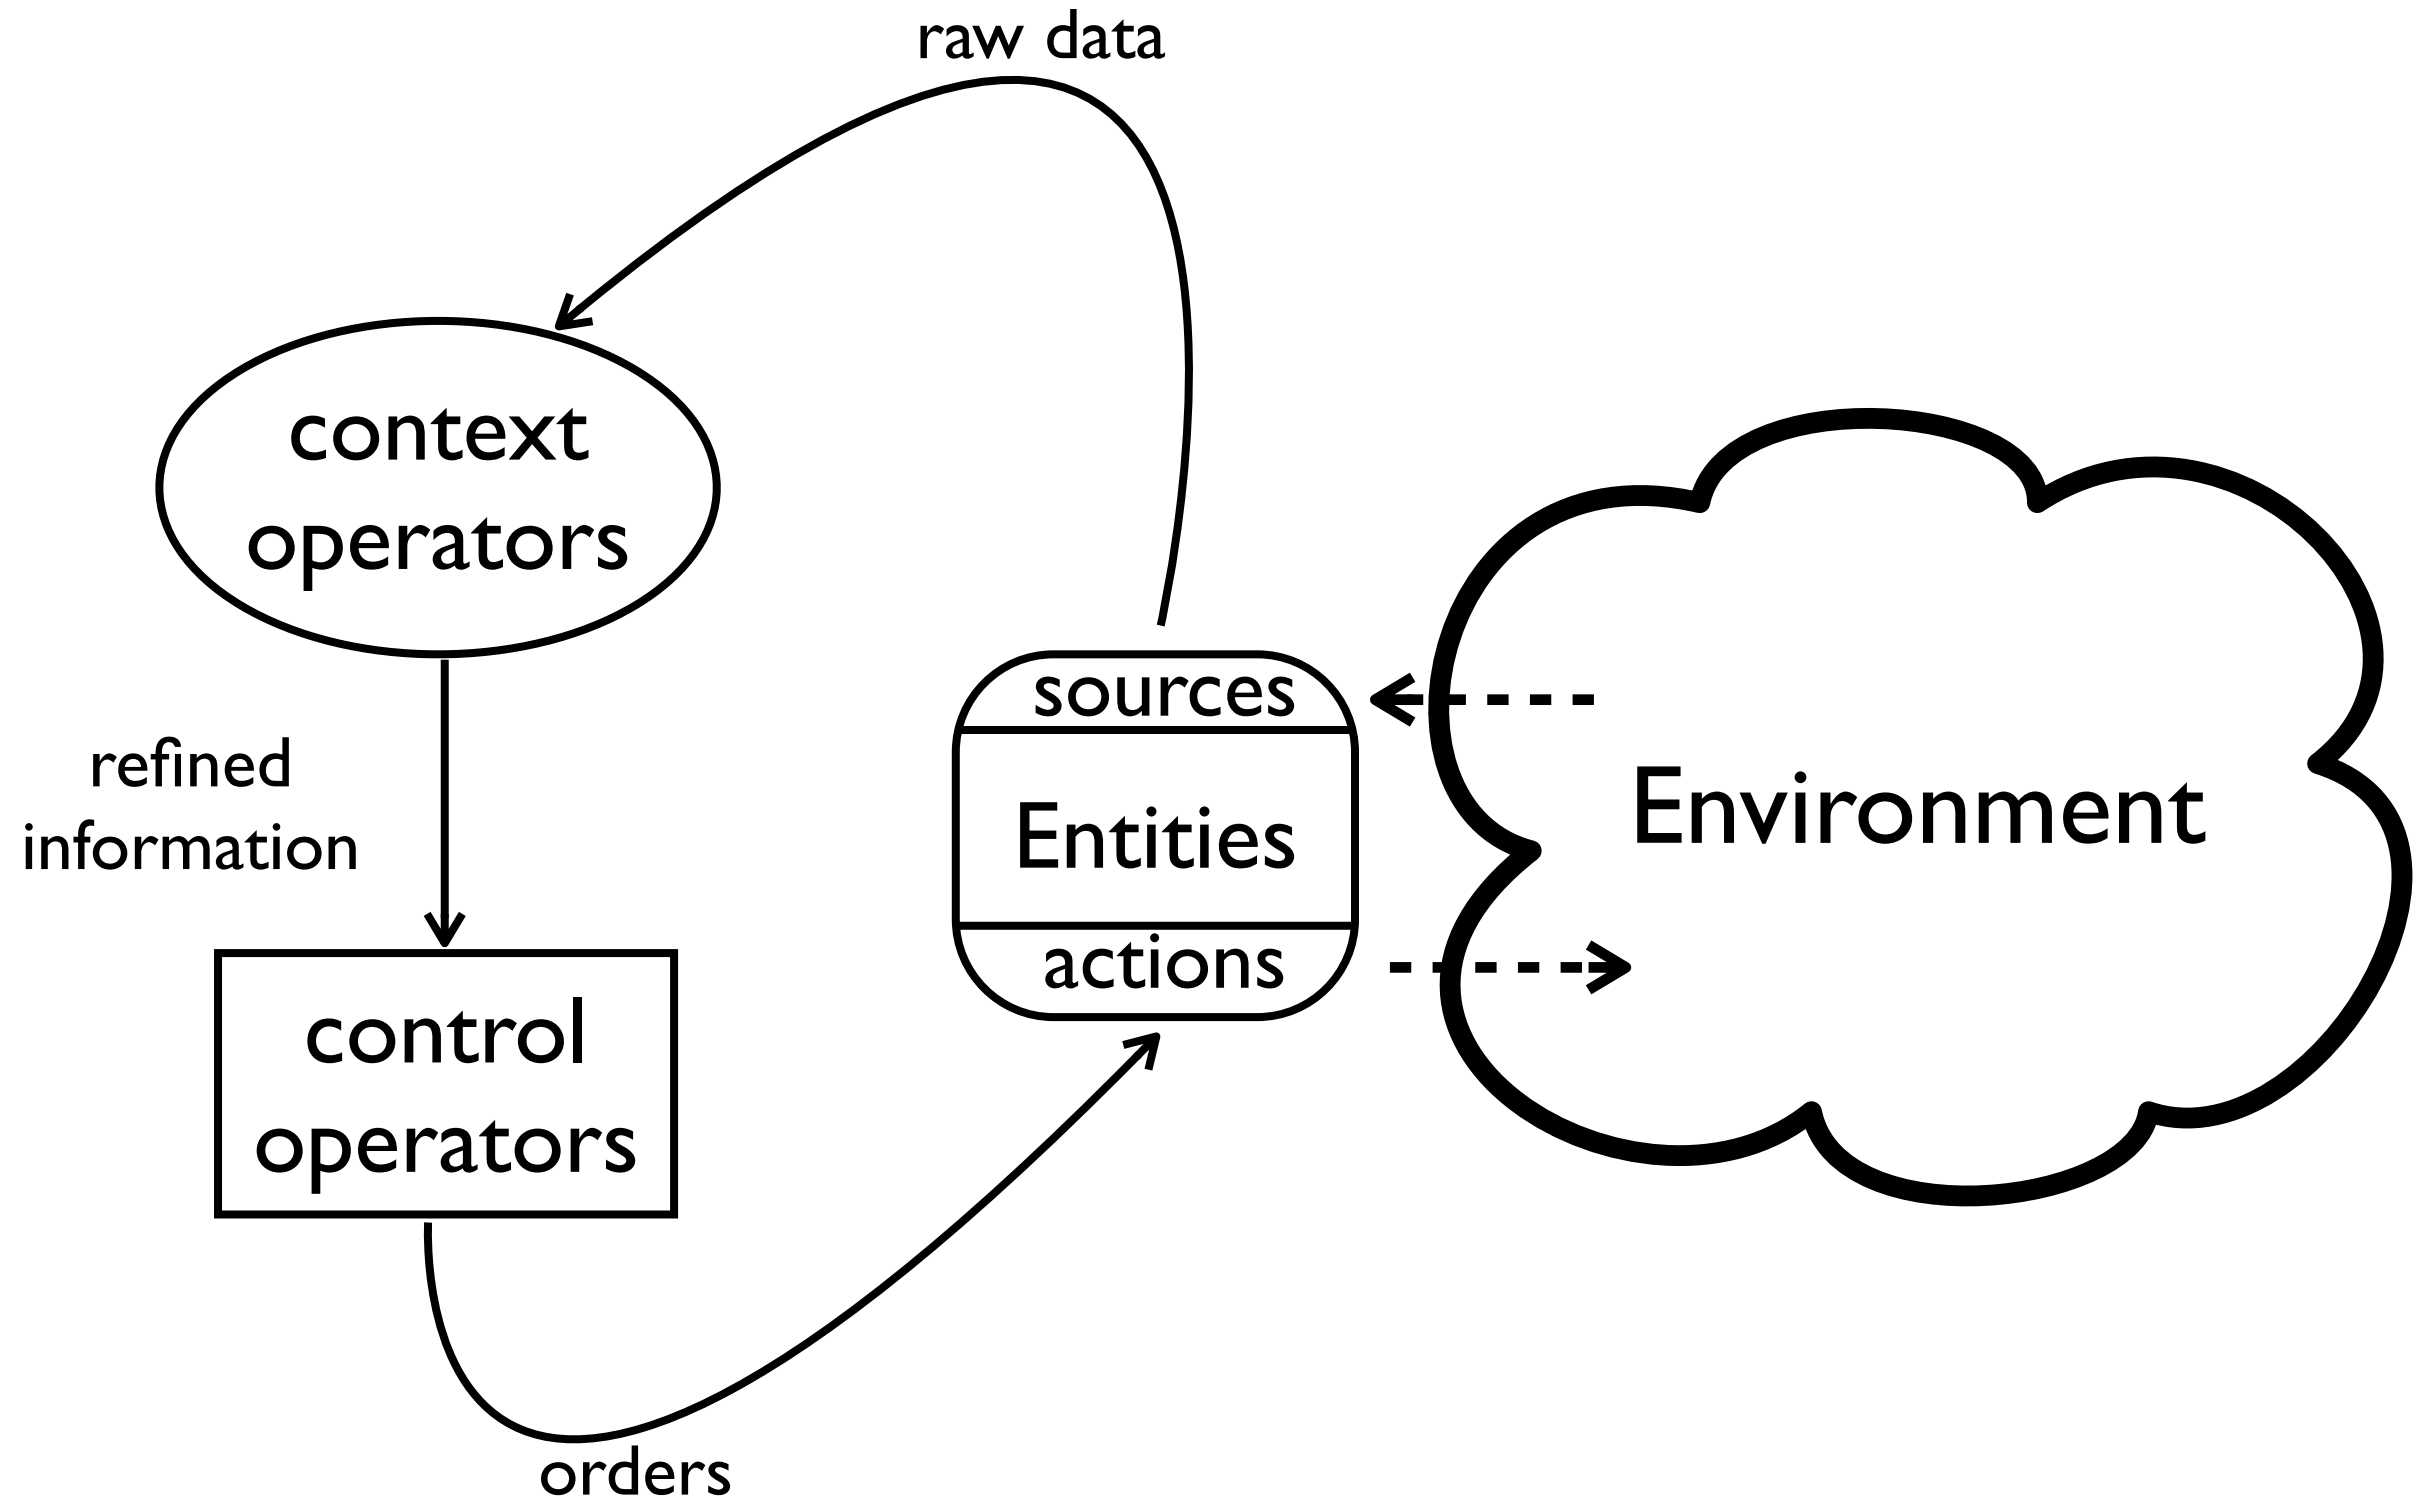 raw data
context
operators
sources
refined
information
Entities
Environment
actions
control
operators
orders